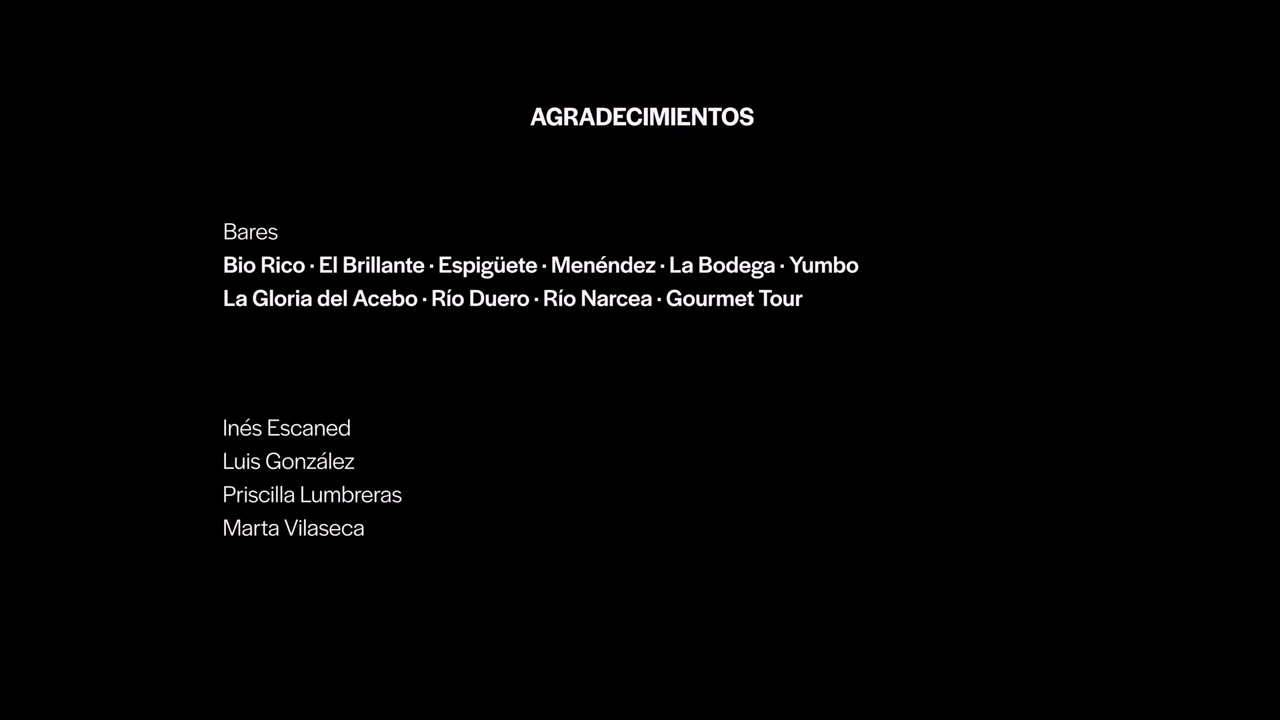 AGRADECIMIENTOS
Bares
Bio Rico · El Brillante · Espigüete · Menéndez · La Bodega · Yumbo
La Gloria del Acebo · Río Duero · Río Narcea · Gourmet Tour
Inés Escaned
Luis González
Priscilla Lumbreras
Marta Vilaseca